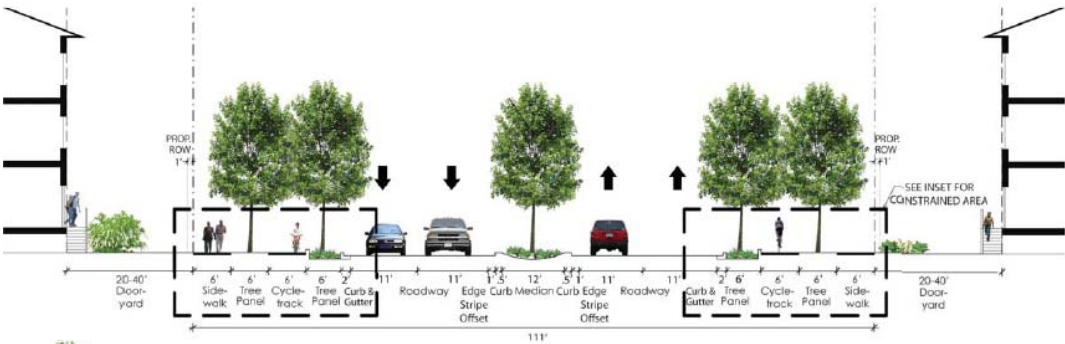 PROP.
ROW
1'
PROP.
ROW
1'
SEE INSET FOR
CONSTRAINED AREA
20-40'
Door-
yard
6'
Side-
walk
6'
Tree
Panel
6'
Cycle-
track
6'
Tree
Panel
2'
Curb &
Gutter
11'
Roadway
11'
1'
Edge
Stripe
Offset
.5
Curb
12'
Median
.5
Curb
1'
Edge
Stripe
Offset
11'
Roadway
11'
2'
Curb &
Gutter
6'
Tree
Panel
6'
Cycle-
track
6'
Tree
Panel
6'
Side-
walk
20-40'
Door-
yard
111'